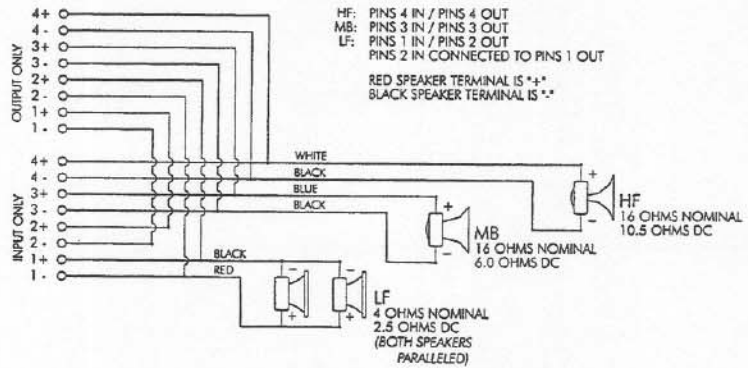 HF: PINS 4 IN / PINS 4 OUT
MB: PINS 3 IN / PINS 3 OUT
LF: PINS 1 IN / PINS 2 OUT
PINS 2 IN CONNECTED TO PINS 1 OUT
RED SPEAKER TERMINAL IS "+"
BLACK SPEAKER TERMINAL IS "-"
OUTPUT ONLY
4+
4 -
3+
3 -
2+
2 -
1+
1 -
INPUT ONLY
4+
4 -
3+
3 -
2+
2 -
1+
1 -
WHITE
BLACK
BLUE
BLACK
BLACK
RED
+
−
HF
16 OHMS NOMINAL
10.5 OHMS DC
+
−
MB
16 OHMS NOMINAL
6.0 OHMS DC
− −
+ +
LF
4 OHMS NOMINAL
2.5 OHMS DC
(BOTH SPEAKERS
PARALLELED)